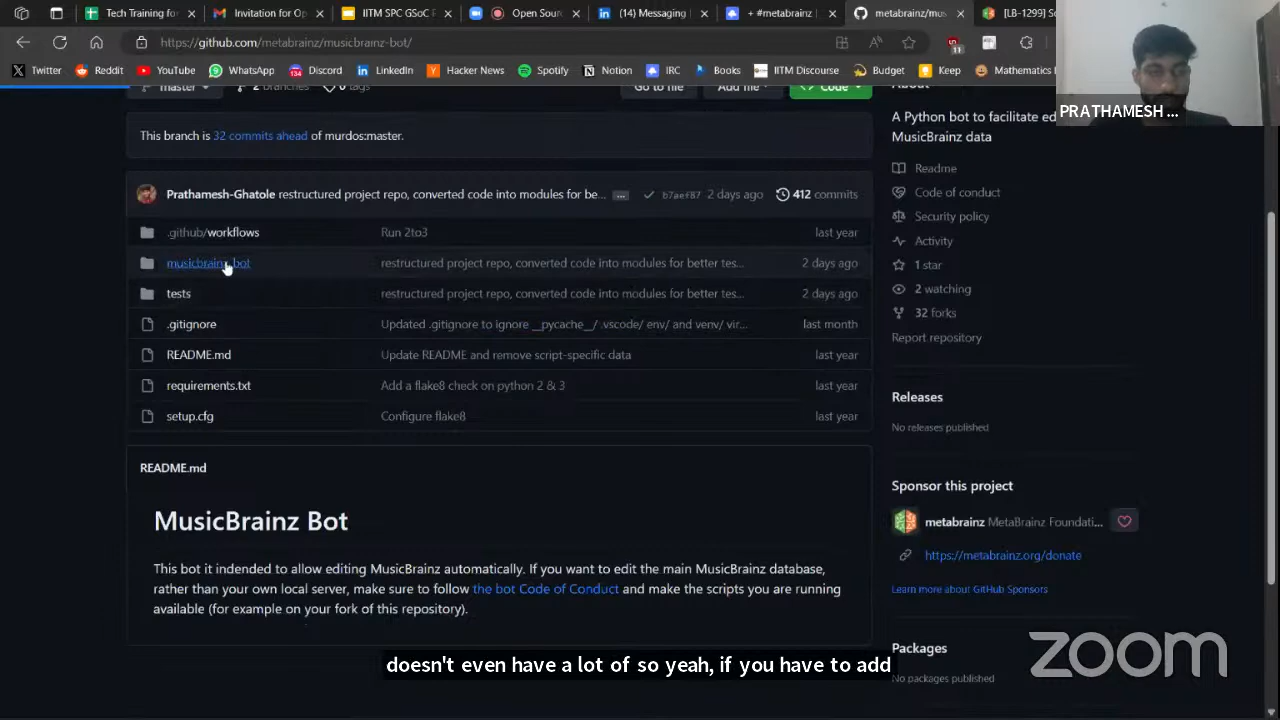 Tech Training for
Invitation for Op
IITM SPC GSoC F
Open Sourc
(14) Messaging
+ #metabrainz
metabrainz/mus
[LB-1299] Sc
https://github.com/metabrainz/musicbrainz-bot/
11
Twitter
Reddit
YouTube
WhatsApp
134
Discord
LinkedIn
Hacker News
Spotify
Notion
IRC
Books
IITM Discourse
Budget
Keep
Mathematics f
PRATHAMESH ...
master
2 branches
0 tags
Go to file
Add file
Code
About
This branch is 32 commits ahead of murdos:master.
Prathamesh-Ghatole restructured project repo, converted code into modules for be... ... b7aef87 2 days ago 412 commits
.github/workflows Run 2to3 last year
musicbrainz_bot restructured project repo, converted code into modules for better tes... 2 days ago
tests restructured project repo, converted code into modules for better tes... 2 days ago
.gitignore Updated .gitignore to ignore __pycache__/ .vscode/ env/ and venv/ vir... last month
README.md Update README and remove script-specific data last year
requirements.txt Add a flake8 check on python 2 & 3 last year
setup.cfg Configure flake8 last year
README.md
MusicBrainz Bot
This bot it indended to allow editing MusicBrainz automatically. If you want to edit the main MusicBrainz database,
rather than your own local server, make sure to follow the bot Code of Conduct and make the scripts you are running
available (for example on your fork of this repository).
A Python bot to facilitate ed
MusicBrainz data
Readme
Code of conduct
Security policy
Activity
1 star
2 watching
32 forks
Report repository
Releases
No releases published
Sponsor this project
metabrainz MetaBrainz Foundati...
https://metabrainz.org/donate
Learn more about GitHub Sponsors
Packages
No packages published
doesn't even have a lot of so yeah, if you have to add
zoom